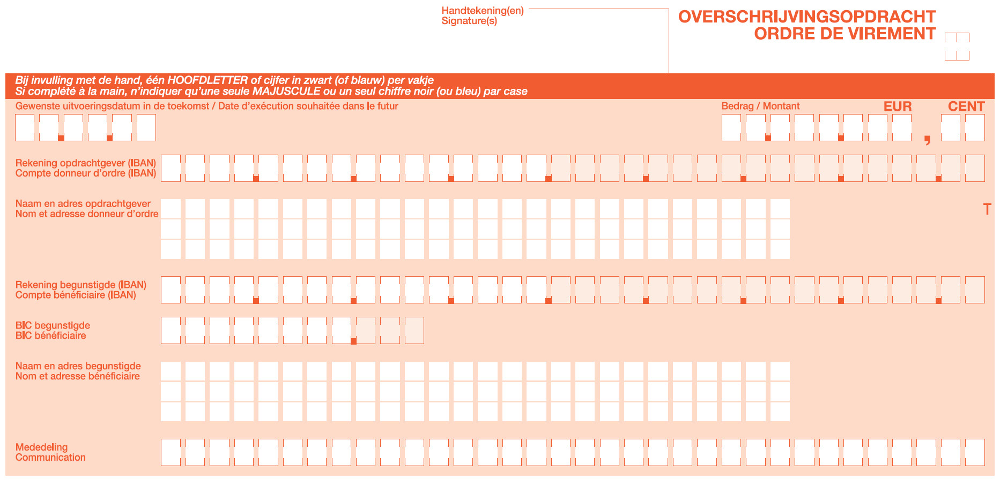 Handtekening(en)
Signature(s)
OVERSCHRIJVINGSOPDRACHT
ORDRE DE VIREMENT
Bij invulling met de hand, één HOOFDLETTER of cijfer in zwart (of blauw) per vakje
Si complété à la main, n'indiquer qu'une seule MAJUSCULE ou un seul chiffre noir (ou bleu) par case
Gewenste uitvoeringsdatum in de toekomst / Date d'exécution souhaitée dans le futur
Bedrag / Montant EUR CENT
,
Rekening opdrachtgever (IBAN)
Compte donneur d'ordre (IBAN)
Naam en adres opdrachtgever
Nom et adresse donneur d'ordre
T
Rekening begunstigde (IBAN)
Compte bénéficiaire (IBAN)
BIC begunstigde
BIC bénéficiaire
Naam en adres begunstigde
Nom et adresse bénéficiaire
Mededeling
Communication